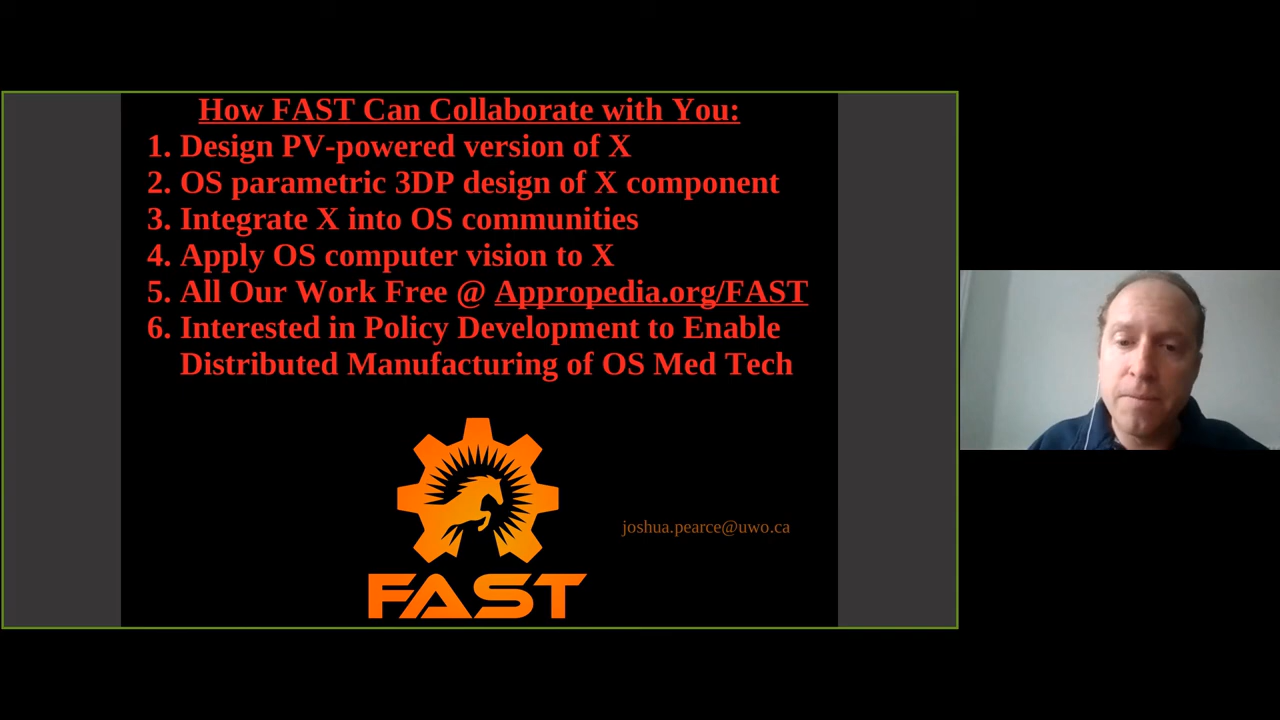 How FAST Can Collaborate with You:
1. Design PV-powered version of X
2. OS parametric 3DP design of X component
3. Integrate X into OS communities
4. Apply OS computer vision to X
5. All Our Work Free @ Appropedia.org/FAST
6. Interested in Policy Development to Enable
Distributed Manufacturing of OS Med Tech
joshua.pearce@uwo.ca
FAST